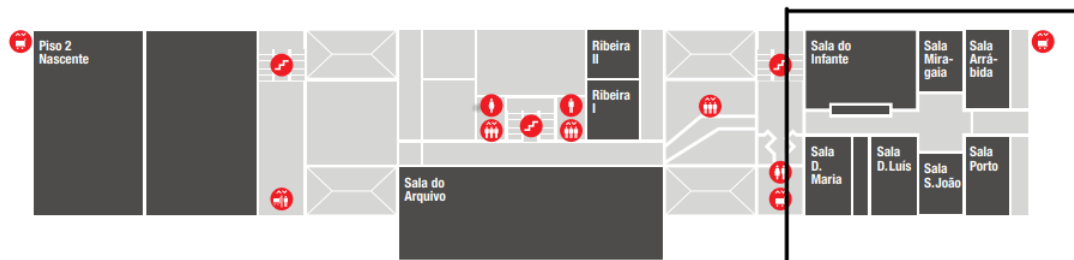 Piso 2
Nascente
Ribeira
II
Ribeira
I
Sala do
Arquivo
Sala do
Infante
Sala
Mira-
gaia
Sala
Arrá-
bida
Sala
D.
Maria
Sala
D.Luís
Sala
S.João
Sala
Porto